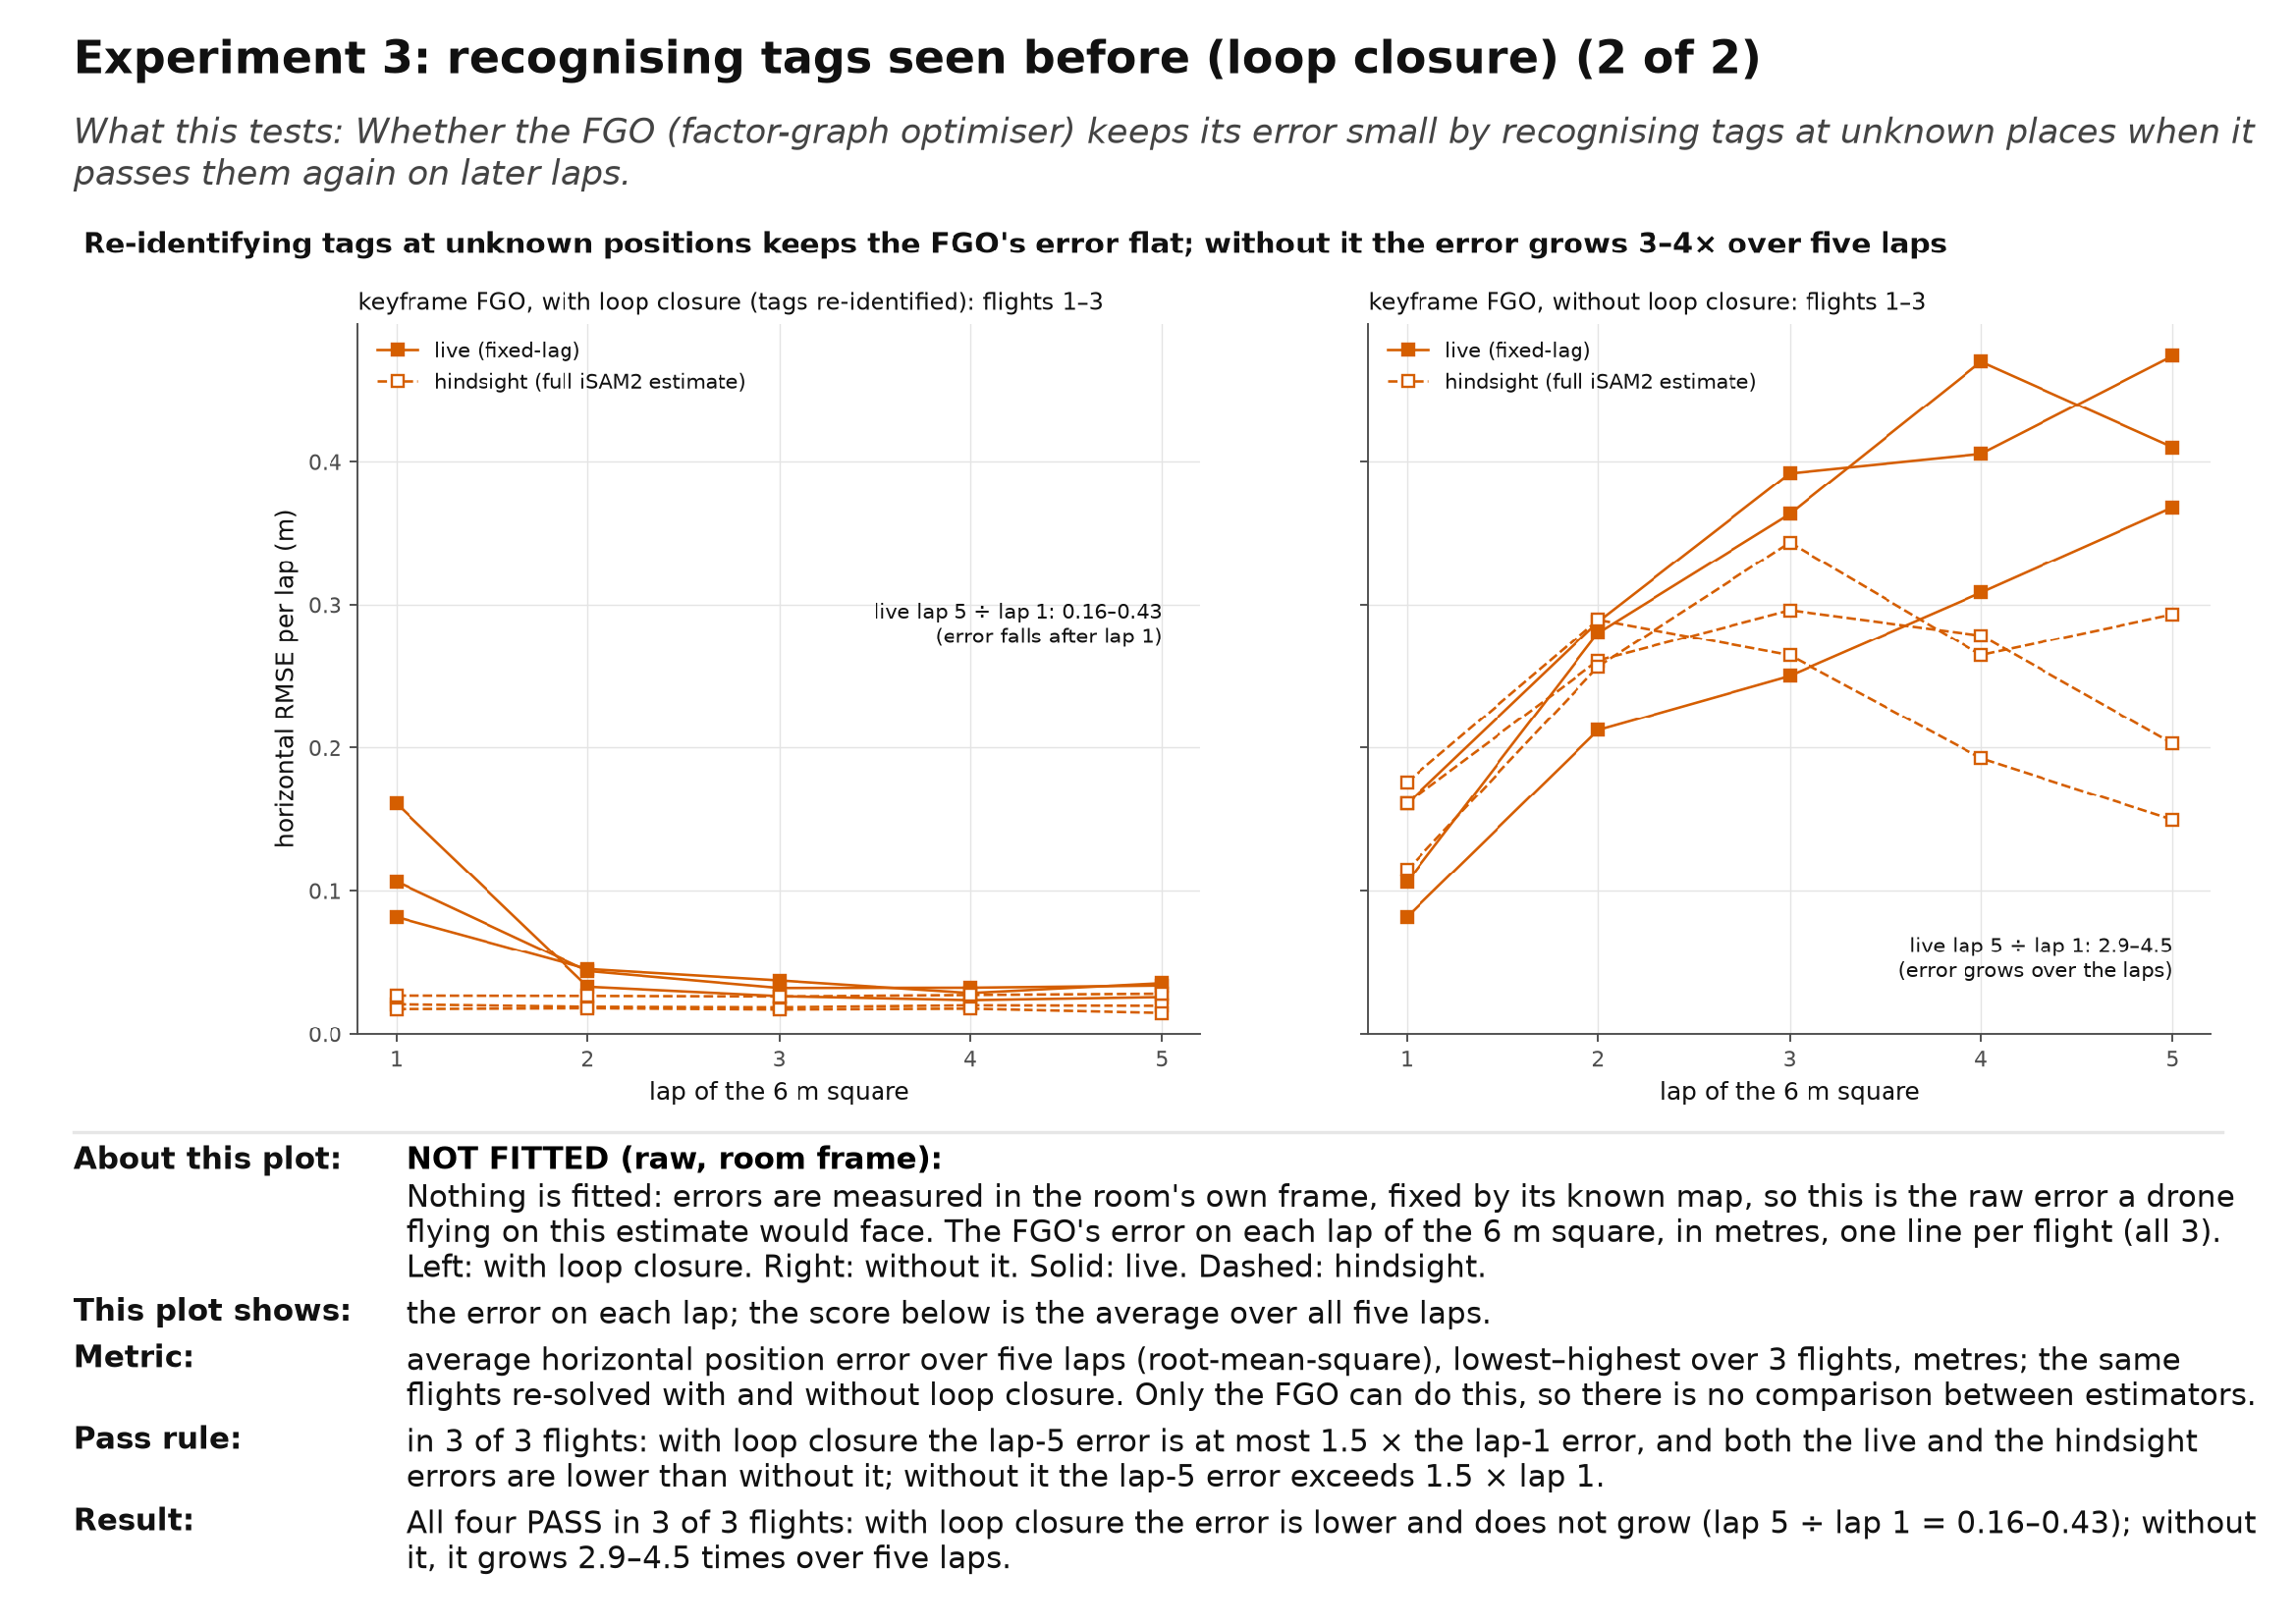 Experiment 3: recognising tags seen before (loop closure) (2 of 2)
What this tests: Whether the FGO (factor-graph optimiser) keeps its error small by recognising tags at unknown places when it
passes them again on later laps.
Re-identifying tags at unknown positions keeps the FGO's error flat; without it the error grows 3–4× over five laps
keyframe FGO, with loop closure (tags re-identified): flights 1–3
live (fixed-lag)
hindsight (full iSAM2 estimate)
horizontal RMSE per lap (m)
0.4
0.3
0.2
0.1
0.0
live lap 5 ÷ lap 1: 0.16–0.43
(error falls after lap 1)
1 2 3 4 5
lap of the 6 m square
keyframe FGO, without loop closure: flights 1–3
live (fixed-lag)
hindsight (full iSAM2 estimate)
live lap 5 ÷ lap 1: 2.9–4.5
(error grows over the laps)
1 2 3 4 5
lap of the 6 m square
About this plot: NOT FITTED (raw, room frame):
Nothing is fitted: errors are measured in the room's own frame, fixed by its known map, so this is the raw error a drone
flying on this estimate would face. The FGO's error on each lap of the 6 m square, in metres, one line per flight (all 3).
Left: with loop closure. Right: without it. Solid: live. Dashed: hindsight.
This plot shows: the error on each lap; the score below is the average over all five laps.
Metric: average horizontal position error over five laps (root-mean-square), lowest–highest over 3 flights, metres; the same
flights re-solved with and without loop closure. Only the FGO can do this, so there is no comparison between estimators.
Pass rule: in 3 of 3 flights: with loop closure the lap-5 error is at most 1.5 × the lap-1 error, and both the live and the hindsight
errors are lower than without it; without it the lap-5 error exceeds 1.5 × lap 1.
Result: All four PASS in 3 of 3 flights: with loop closure the error is lower and does not grow (lap 5 ÷ lap 1 = 0.16–0.43); without
it, it grows 2.9–4.5 times over five laps.